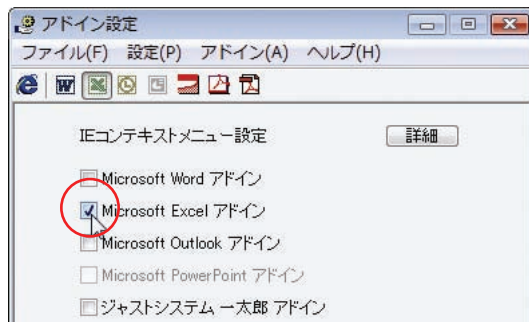 アドイン設定
ファイル(F) 設定(P) アドイン(A) ヘルプ(H)
IEコンテキストメニュー設定 詳細
Microsoft Word アドイン
Microsoft Excel アドイン
Microsoft Outlook アドイン
Microsoft PowerPoint アドイン
ジャストシステム 一太郎 アドイン